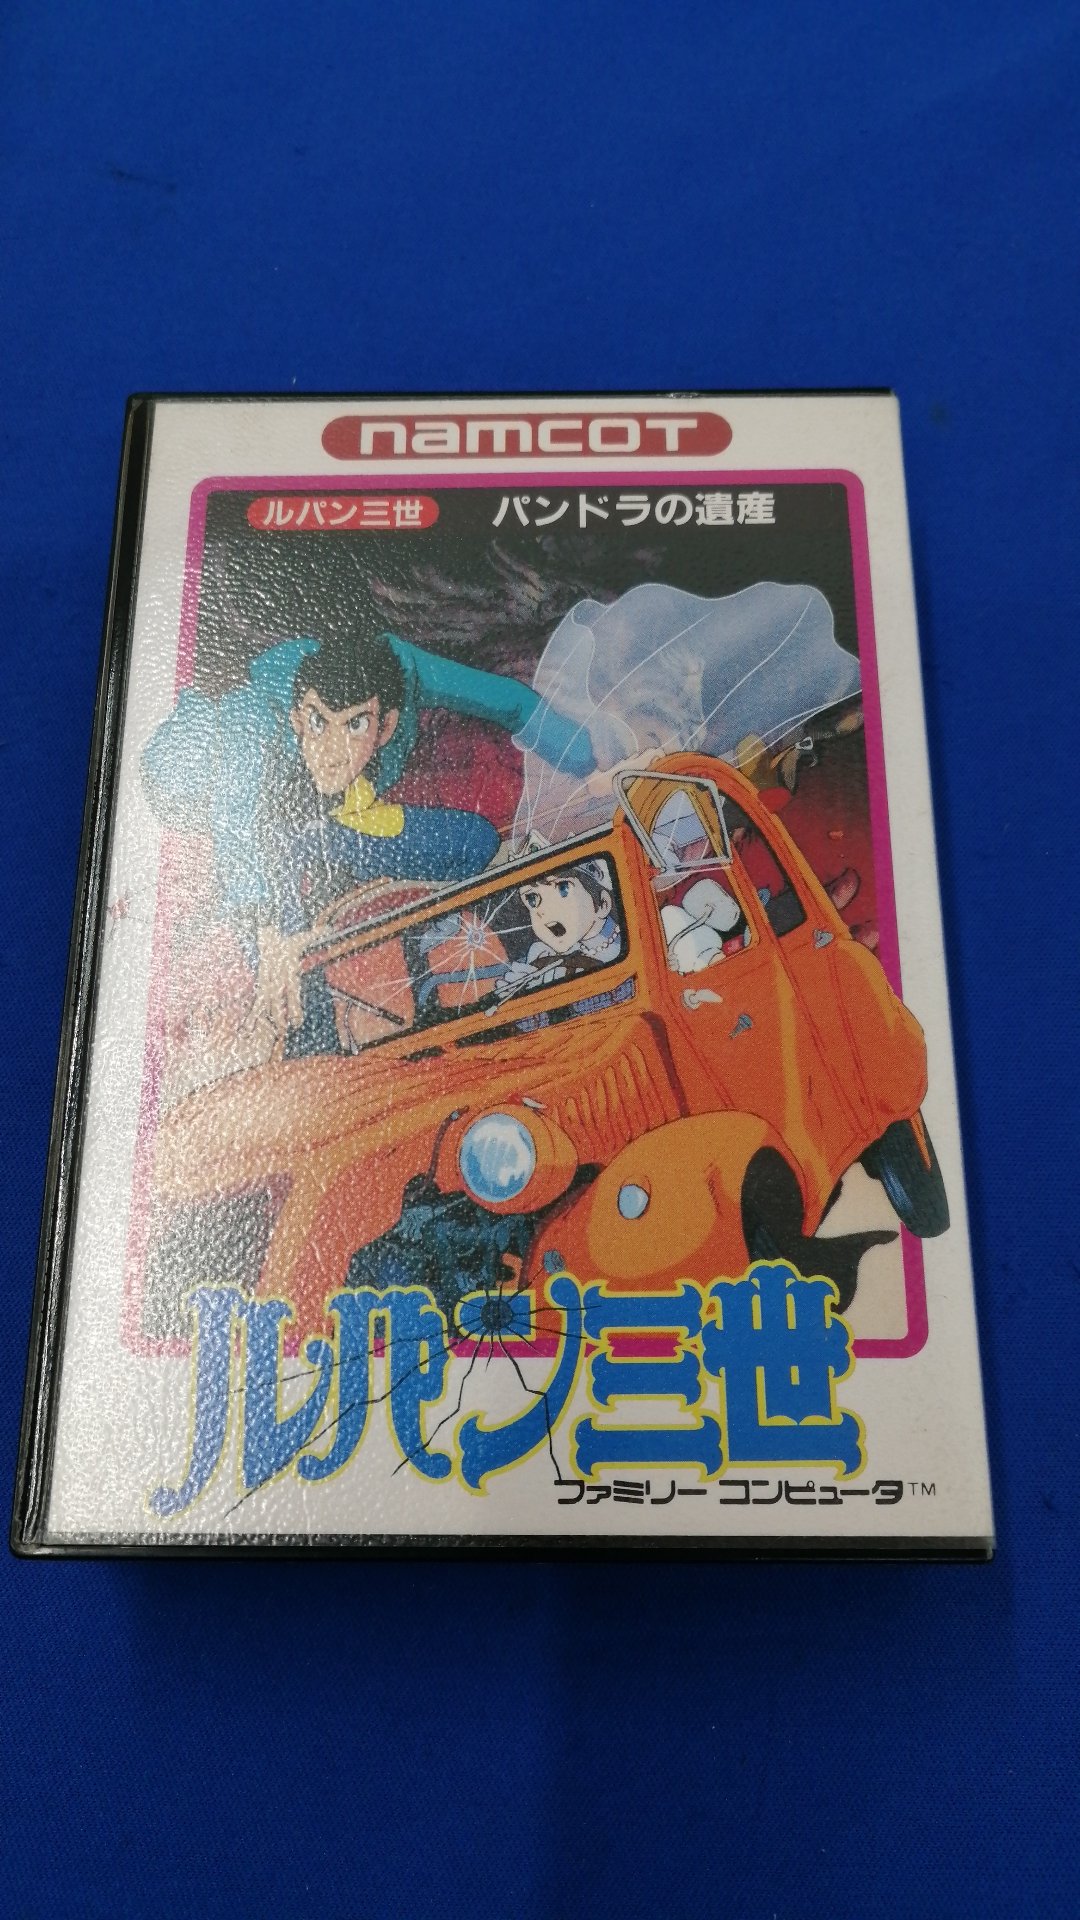 namcoT
ルパン三世 パンドラの遺産
ルパン三世
ファミリー コンピュータ™